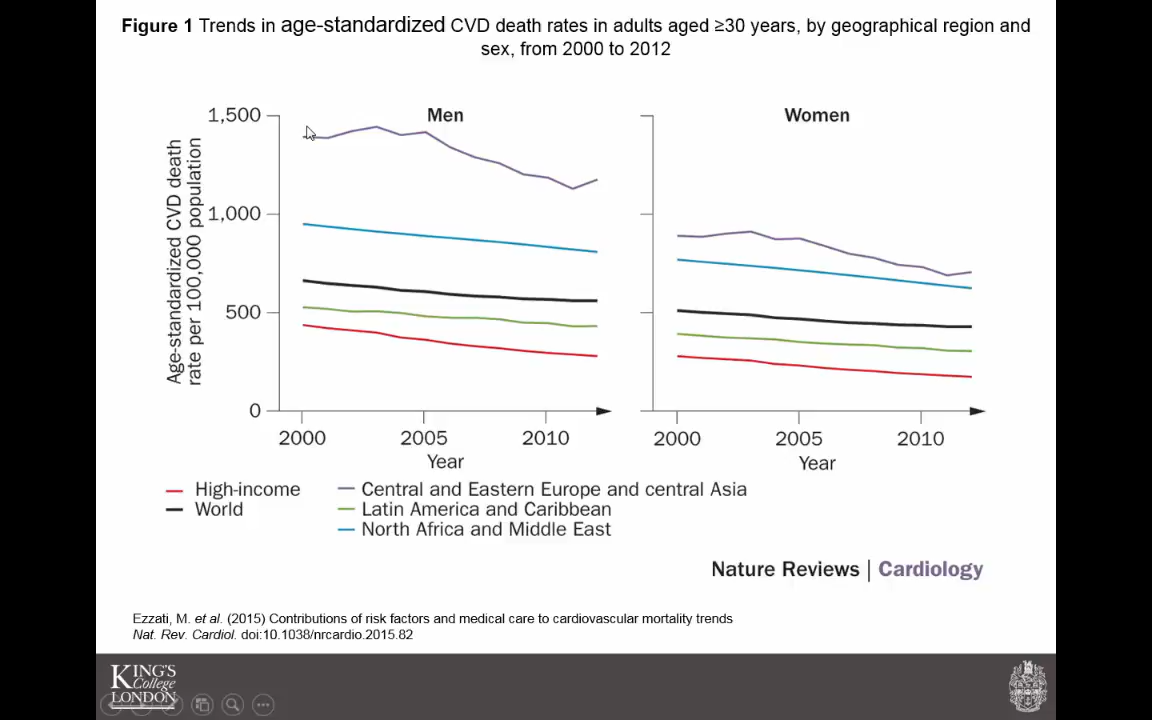 Figure 1 Trends in age-standardized CVD death rates in adults aged ≥30 years, by geographical region and
sex, from 2000 to 2012
Men
Women
Age-standardized CVD death
rate per 100,000 population
1,500
1,000
500
0
2000 2005 2010
Year
2000 2005 2010
Year
High-income
World
Central and Eastern Europe and central Asia
Latin America and Caribbean
North Africa and Middle East
Nature Reviews | Cardiology
Ezzati, M. et al. (2015) Contributions of risk factors and medical care to cardiovascular mortality trends
Nat. Rev. Cardiol. doi:10.1038/nrcardio.2015.82
KING'S
College
LONDON